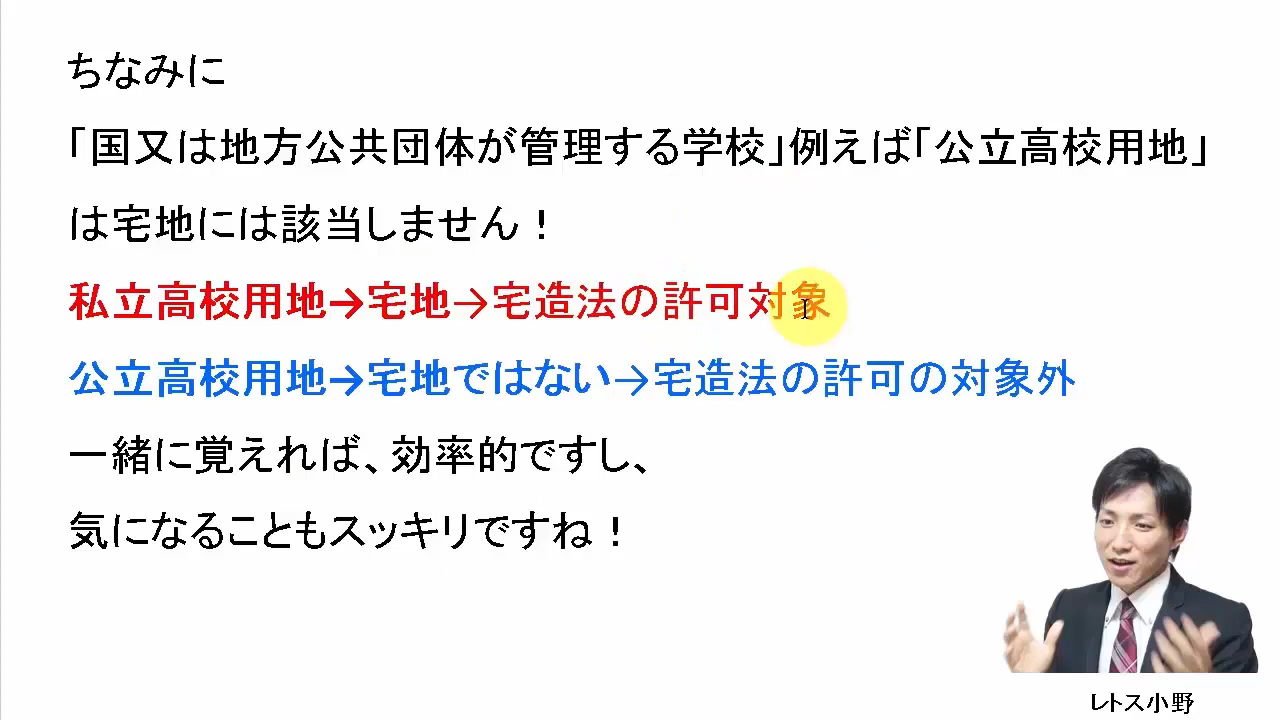 ちなみに
「国又は地方公共団体が管理する学校」例えば「公立高校用地」
は宅地には該当しません！
私立高校用地→宅地→宅造法の許可対象
公立高校用地→宅地ではない→宅造法の許可の対象外
一緒に覚えれば、効率的ですし、
気になることもスッキリですね！
レトス小野